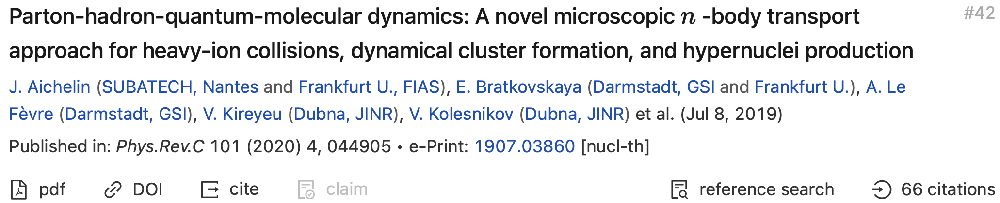 Parton-hadron-quantum-molecular dynamics: A novel microscopic n -body transport #42
approach for heavy-ion collisions, dynamical cluster formation, and hypernuclei production
J. Aichelin (SUBATECH, Nantes and Frankfurt U., FIAS), E. Bratkovskaya (Darmstadt, GSI and Frankfurt U.), A. Le
Fèvre (Darmstadt, GSI), V. Kireyeu (Dubna, JINR), V. Kolesnikov (Dubna, JINR) et al. (Jul 8, 2019)
Published in: Phys.Rev.C 101 (2020) 4, 044905 • e-Print: 1907.03860 [nucl-th]
pdf DOI cite claim reference search 66 citations